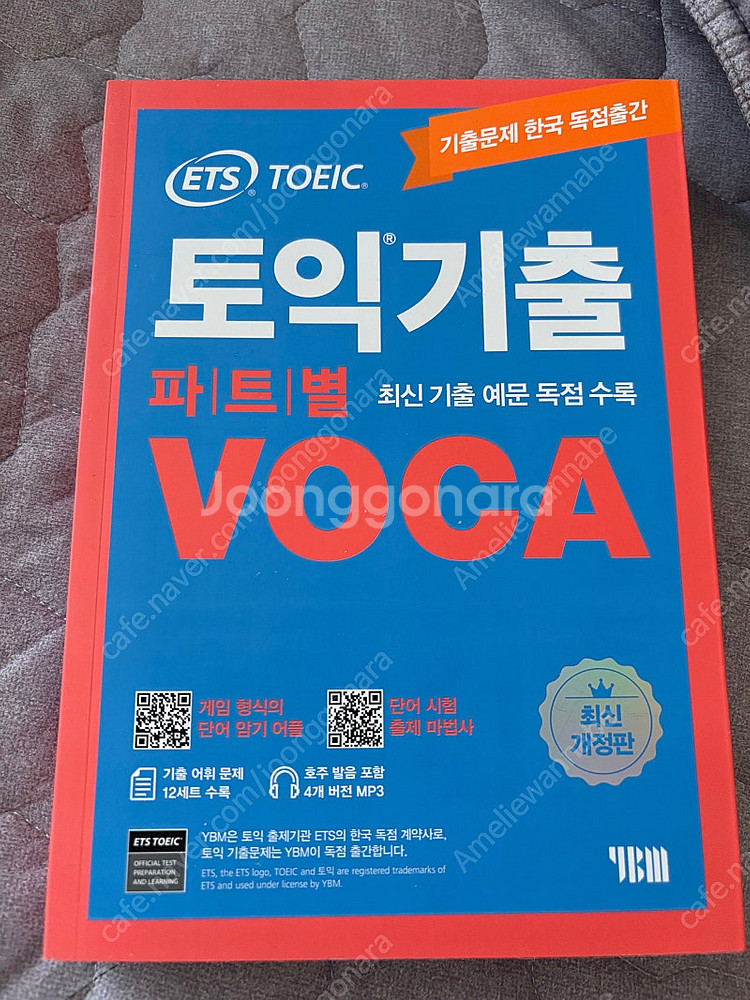 기출문제 한국 독점출간
ETS® TOEIC®
토익®기출
파|트|별
최신 기출 예문 독점 수록
VOCA
Joonggonara
게임 형식의
단어 암기 어플
단어 시험
출제 마법사
최신
개정판
기출 어휘 문제
12세트 수록
호주 발음 포함
4개 버전 MP3
ETS TOEIC®
OFFICIAL TEST
PREPARATION
AND LEARNING
YBM은 토익 출제기관 ETS의 한국 독점 계약사로,
토익 기출문제는 YBM이 독점 출간합니다.
ETS, the ETS logo, TOEIC and 토익 are registered trademarks of
ETS and used under license by YBM.
YBM
cafe.naver.com/joonggonara
Ameliewannabe